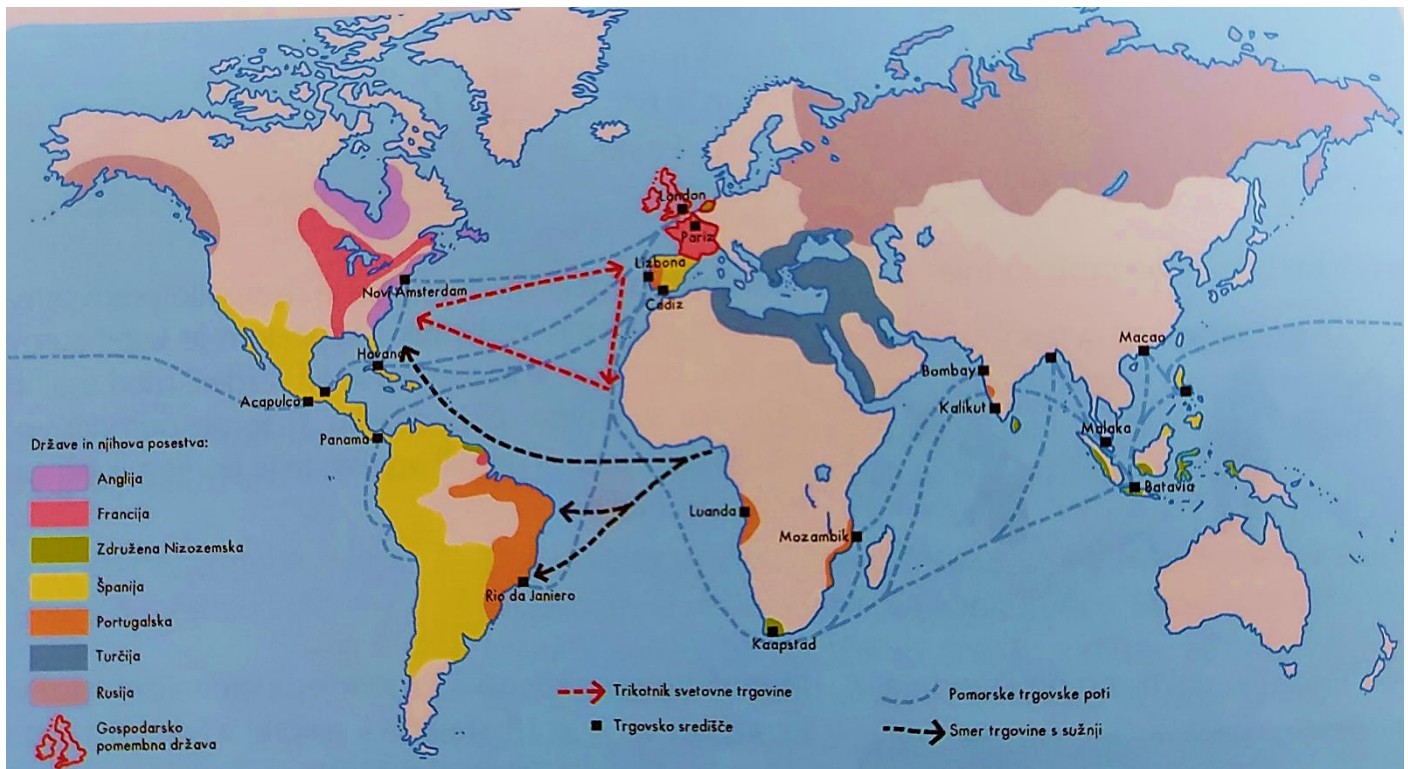 London
Pariz
Lizbona
Cediz
Novi Amsterdam
Havana
Acapulco
Panama
Macao
Bombay
Kalikut
Malaka
Batavia
Luanda
Mozambik
Rio da Janiero
Kaapstad
Države in njihova posestva:
Anglija
Francija
Združena Nizozemska
Španija
Portugalska
Turčija
Rusija
Gospodarsko
pomembna država
Trikotnik svetovne trgovine
Trgovsko središče
Pomorske trgovske poti
Smer trgovine s sužnji